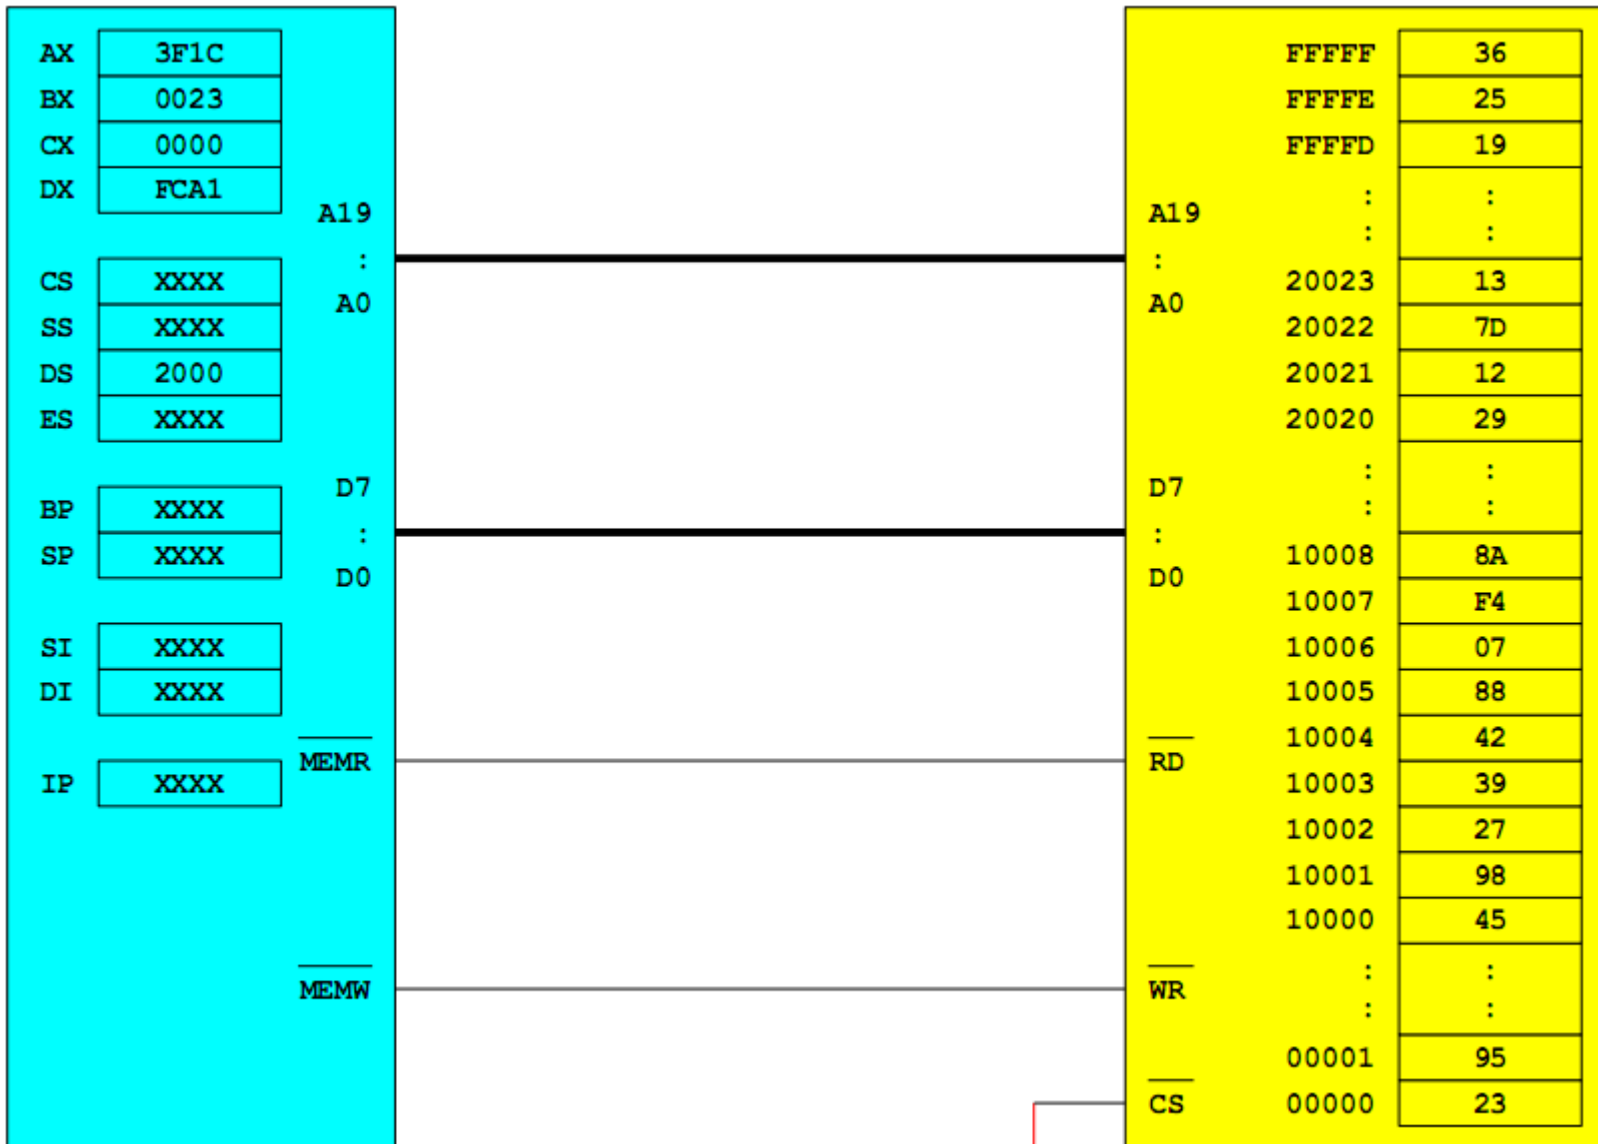 AX 3F1C
BX 0023
CX 0000
DX FCA1
CS XXXX
SS XXXX
DS 2000
ES XXXX
BP XXXX
SP XXXX
SI XXXX
DI XXXX
IP XXXX
A19
:
A0
D7
:
D0
MEMR
MEMW
A19
:
A0
D7
:
D0
RD
WR
CS
FFFFF 36
FFFFE 25
FFFFD 19
: :
: :
20023 13
20022 7D
20021 12
20020 29
: :
: :
10008 8A
10007 F4
10006 07
10005 88
10004 42
10003 39
10002 27
10001 98
10000 45
: :
: :
00001 95
00000 23